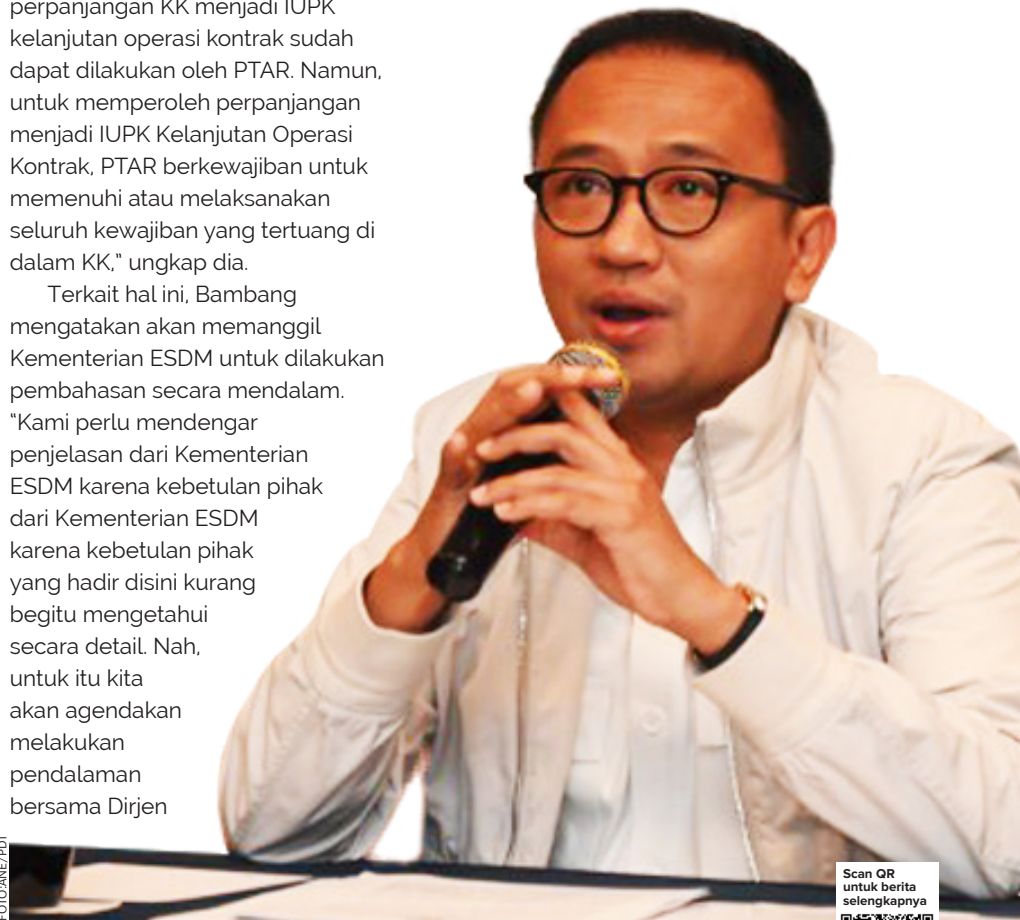 perpanjangan KK menjadi IUPK
kelanjutan operasi kontrak sudah
dapat dilakukan oleh PTAR. Namun,
untuk memperoleh perpanjangan
menjadi IUPK Kelanjutan Operasi
Kontrak, PTAR berkewajiban untuk
memenuhi atau melaksanakan
seluruh kewajiban yang tertuang di
dalam KK,” ungkap dia.
Terkait hal ini, Bambang
mengatakan akan memanggil
Kementerian ESDM untuk dilakukan
pembahasan secara mendalam.
“Kami perlu mendengar
penjelasan dari Kementerian
ESDM karena kebetulan pihak
dari Kementerian ESDM
karena kebetulan pihak
yang hadir disini kurang
begitu mengetahui
secara detail. Nah,
untuk itu kita
akan agendakan
melakukan
pendalaman
bersama Dirjen
FOTO:ANE/PDT
Scan QR
untuk berita
selengkapnya